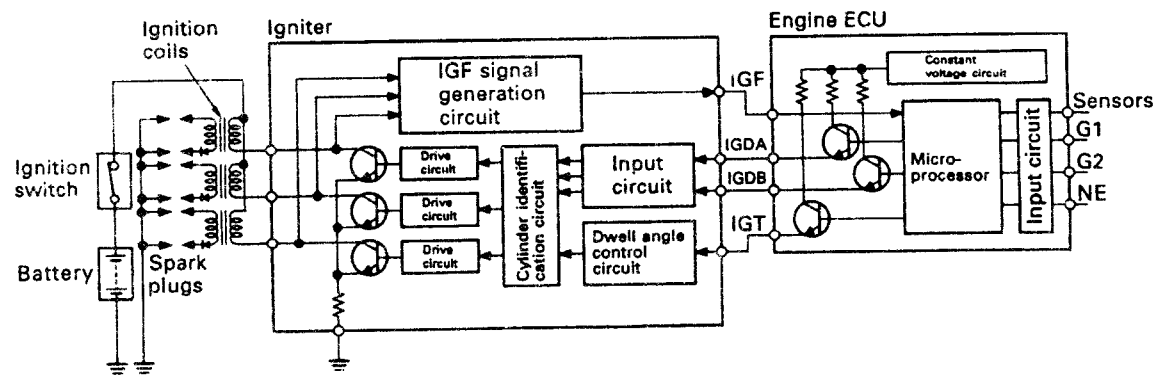 Ignition
coils
Igniter
Engine ECU
IGF signal
generation
circuit
IGF
Constant
voltage circuit
Sensors
G1
G2
NE
Input circuit
Micro-
processor
IGDA
IGDB
IGT
Input
circuit
Dwell angle
control
circuit
Cylinder identifi-
cation circuit
Drive
circuit
Drive
circuit
Drive
circuit
Ignition
switch
Battery
Spark
plugs